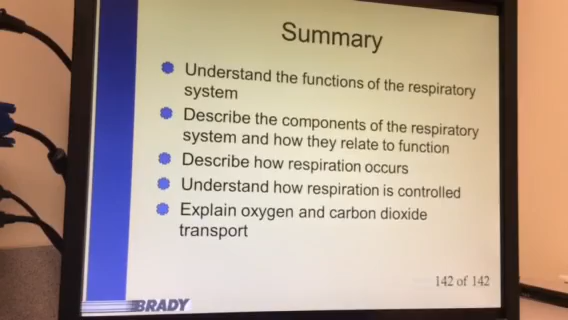 Summary
Understand the functions of the respiratory
system
Describe the components of the respiratory
system and how they relate to function
Describe how respiration occurs
Understand how respiration is controlled
Explain oxygen and carbon dioxide
transport
142 of 142
BRADY